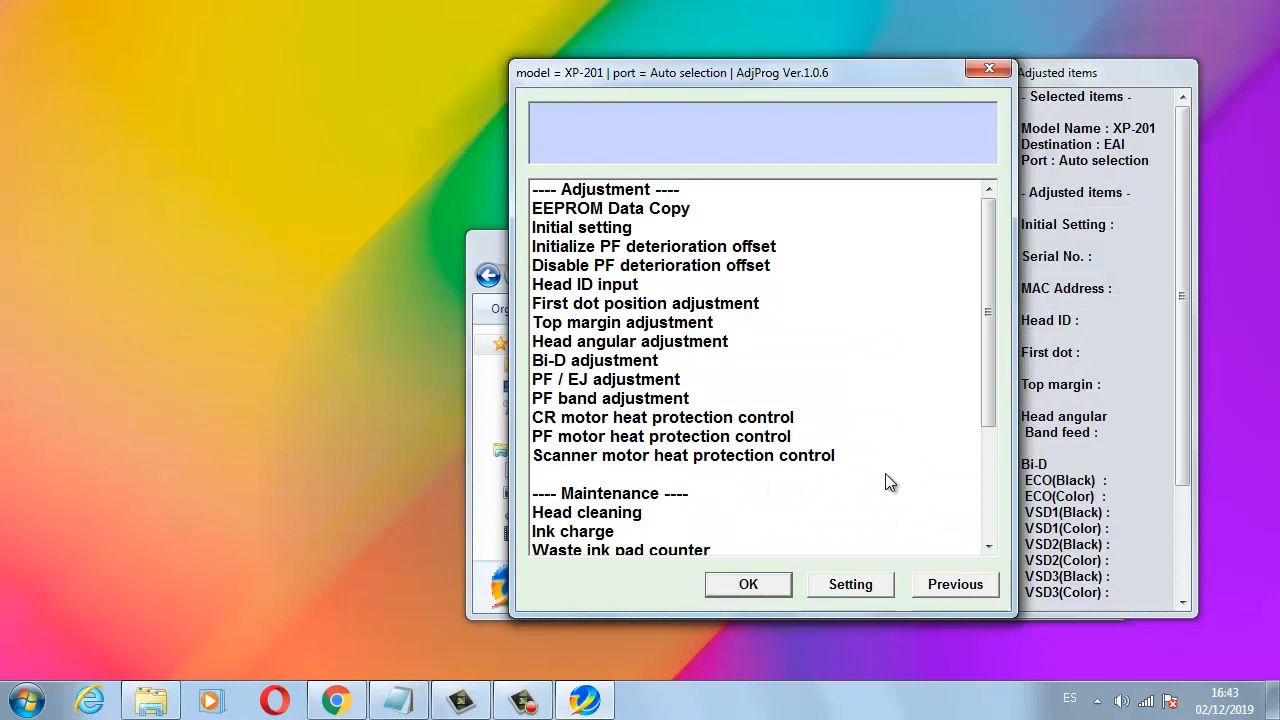 model = XP-201 | port = Auto selection | AdjProg Ver.1.0.6
---- Adjustment ----
EEPROM Data Copy
Initial setting
Initialize PF deterioration offset
Disable PF deterioration offset
Head ID input
First dot position adjustment
Top margin adjustment
Head angular adjustment
Bi-D adjustment
PF / EJ adjustment
PF band adjustment
CR motor heat protection control
PF motor heat protection control
Scanner motor heat protection control
---- Maintenance ----
Head cleaning
Ink charge
Waste ink pad counter
OK
Setting
Previous
Adjusted items
- Selected items -
Model Name : XP-201
Destination : EAI
Port : Auto selection
- Adjusted items -
Initial Setting :
Serial No. :
MAC Address :
Head ID :
First dot :
Top margin :
Head angular
Band feed :
Bi-D
ECO(Black) :
ECO(Color) :
VSD1(Black) :
VSD1(Color) :
VSD2(Black) :
VSD2(Color) :
VSD3(Black) :
VSD3(Color) :
ES
16:43
02/12/2019